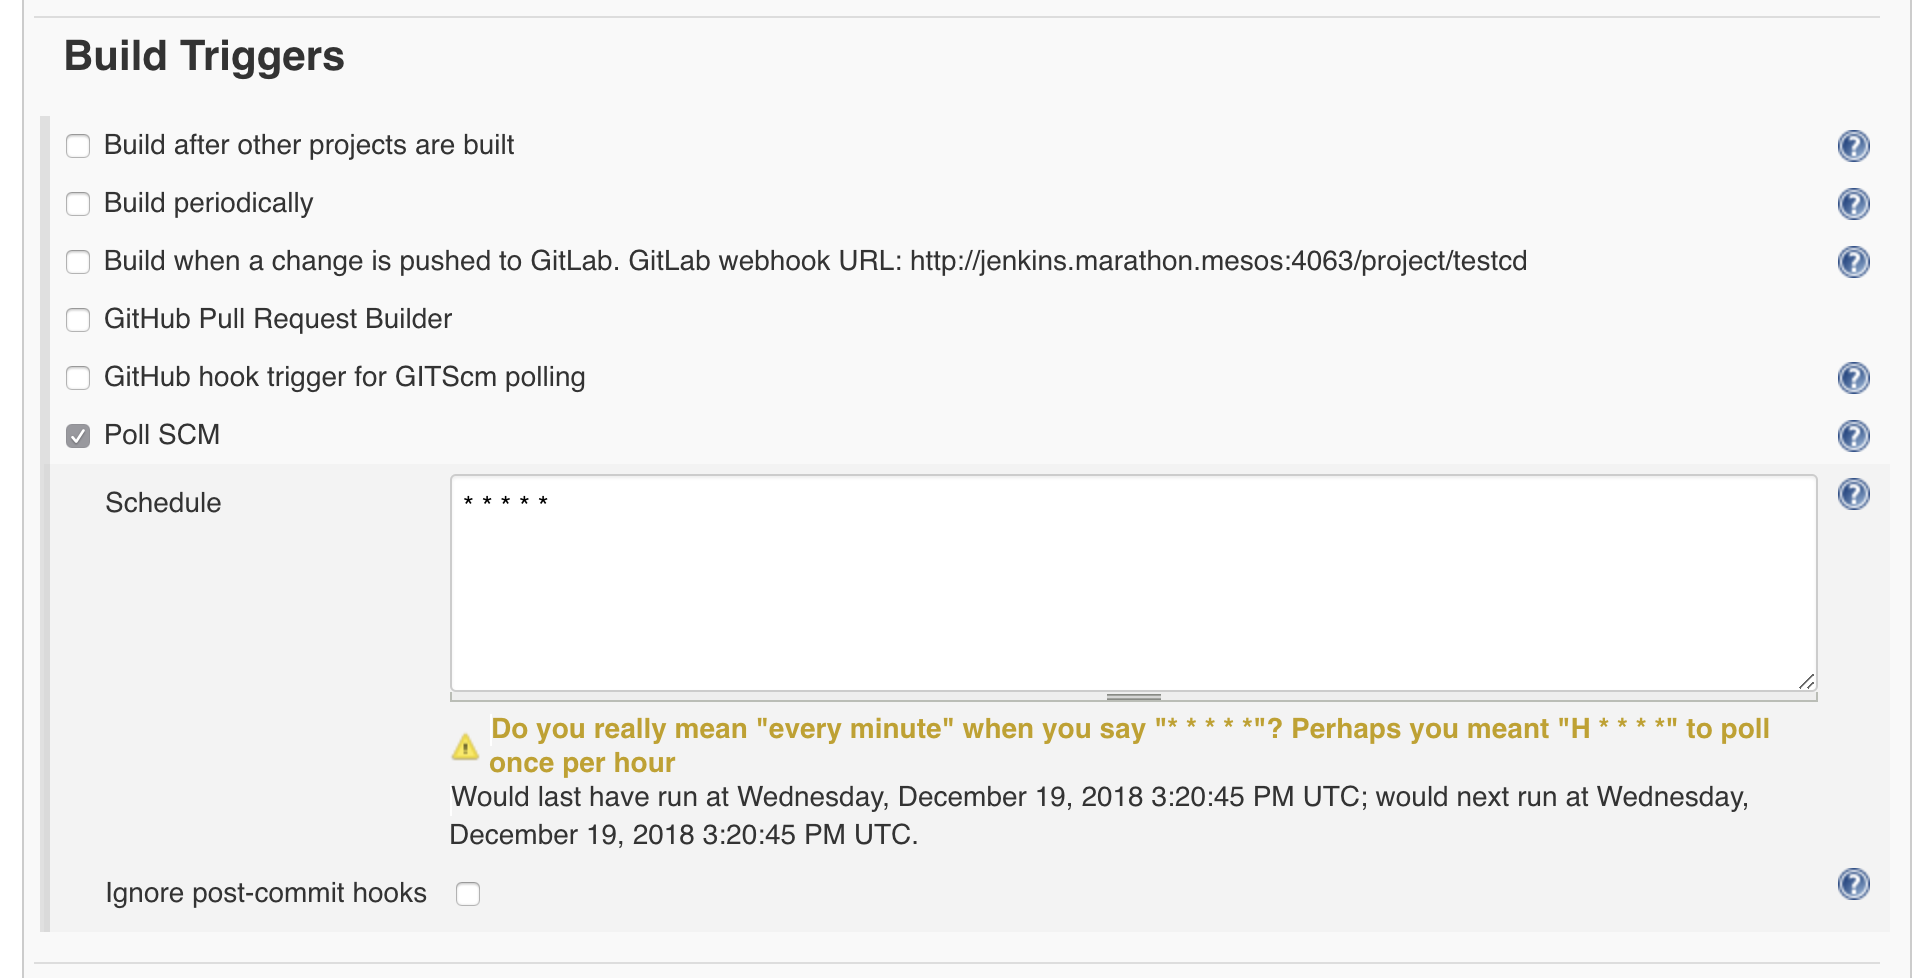 Build Triggers
Build after other projects are built
Build periodically
Build when a change is pushed to GitLab. GitLab webhook URL: http://jenkins.marathon.mesos:4063/project/testcd
GitHub Pull Request Builder
GitHub hook trigger for GITScm polling
Poll SCM
Schedule
* * * * *
Do you really mean "every minute" when you say "* * * * *"? Perhaps you meant "H * * * *" to poll
once per hour
Would last have run at Wednesday, December 19, 2018 3:20:45 PM UTC; would next run at Wednesday,
December 19, 2018 3:20:45 PM UTC.
Ignore post-commit hooks